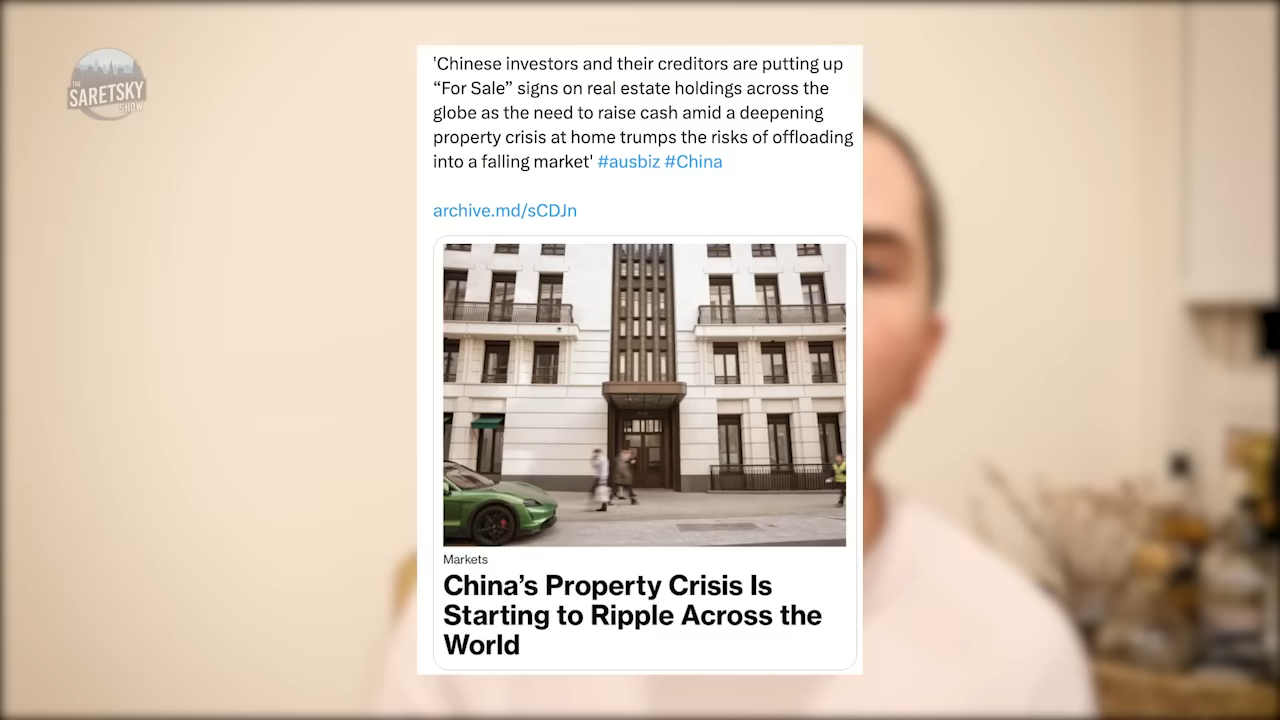 THE
SARETSKY
SHOW
'Chinese investors and their creditors are putting up
“For Sale” signs on real estate holdings across the
globe as the need to raise cash amid a deepening
property crisis at home trumps the risks of offloading
into a falling market' #ausbiz #China
archive.md/sCDJn
Markets
China’s Property Crisis Is
Starting to Ripple Across the
World